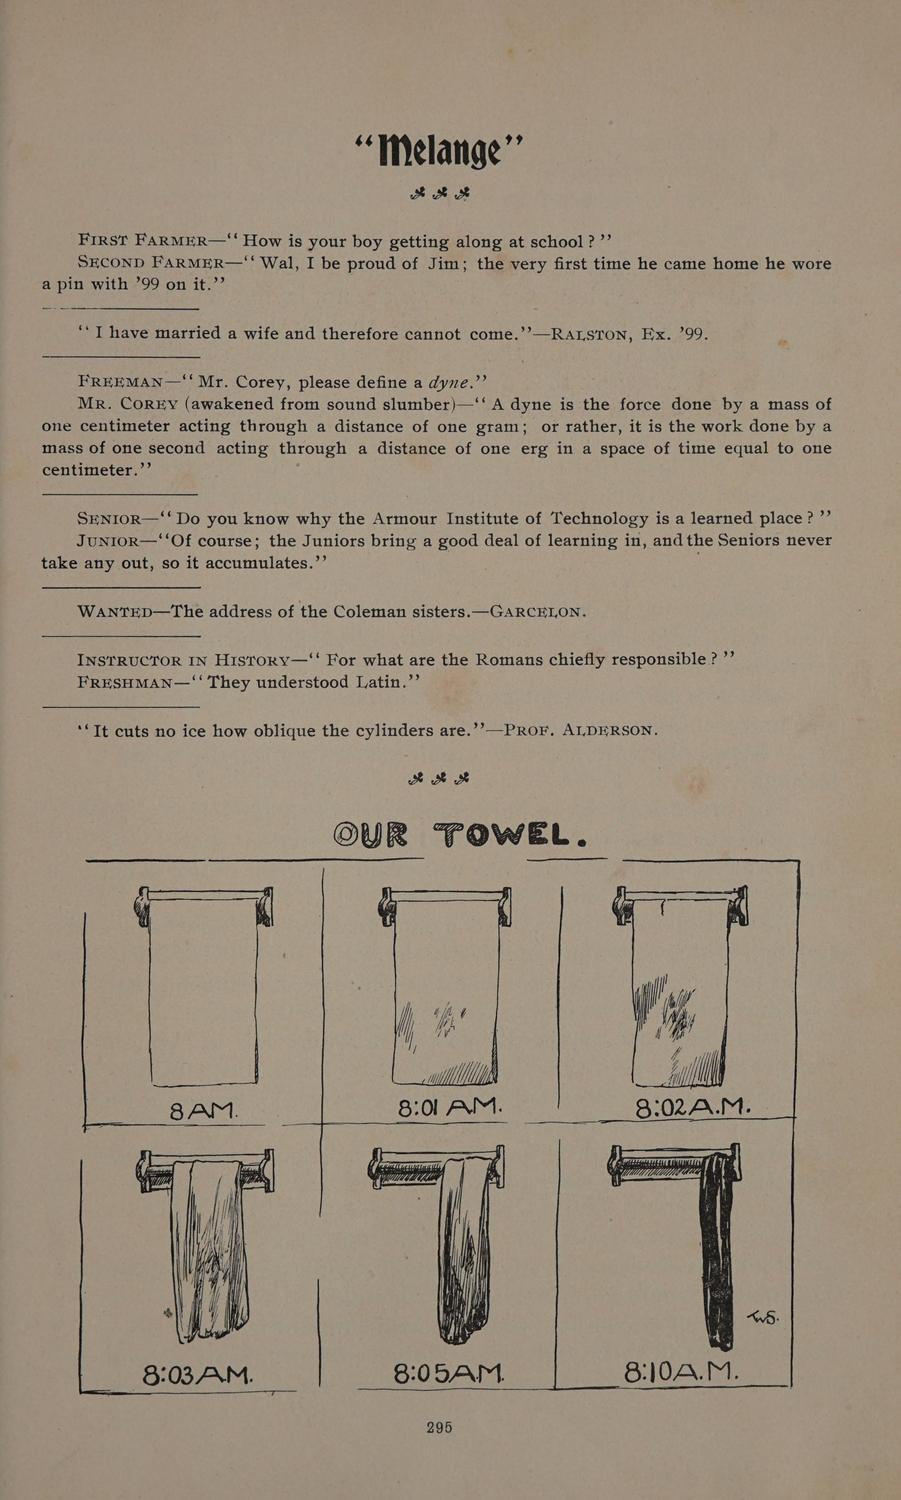 “Melange”
FIRST FARMER—“How is your boy getting along at school?”
SECOND FARMER—“Wal, I be proud of Jim; the very first time he came home he wore
a pin with ’99 on it.”
“I have married a wife and therefore cannot come.”—RALSTON, Ex. ’99.
FREEMAN—“Mr. Corey, please define a dyne.”
MR. COREY (awakened from sound slumber)—“A dyne is the force done by a mass of
one centimeter acting through a distance of one gram; or rather, it is the work done by a
mass of one second acting through a distance of one erg in a space of time equal to one
centimeter.”
SENIOR—“Do you know why the Armour Institute of Technology is a learned place?”
JUNIOR—“Of course; the Juniors bring a good deal of learning in, and the Seniors never
take any out, so it accumulates.”
WANTED—The address of the Coleman sisters.—GARCELON.
INSTRUCTOR IN HISTORY—“For what are the Romans chiefly responsible?”
FRESHMAN—“They understood Latin.”
“It cuts no ice how oblique the cylinders are.”—PROF. ALDERSON.
OUR TOWEL.
8 AM.
8:01 AM.
8:02 A.M.
8:03 AM.
8:05 AM.
8:10 A.M.
295